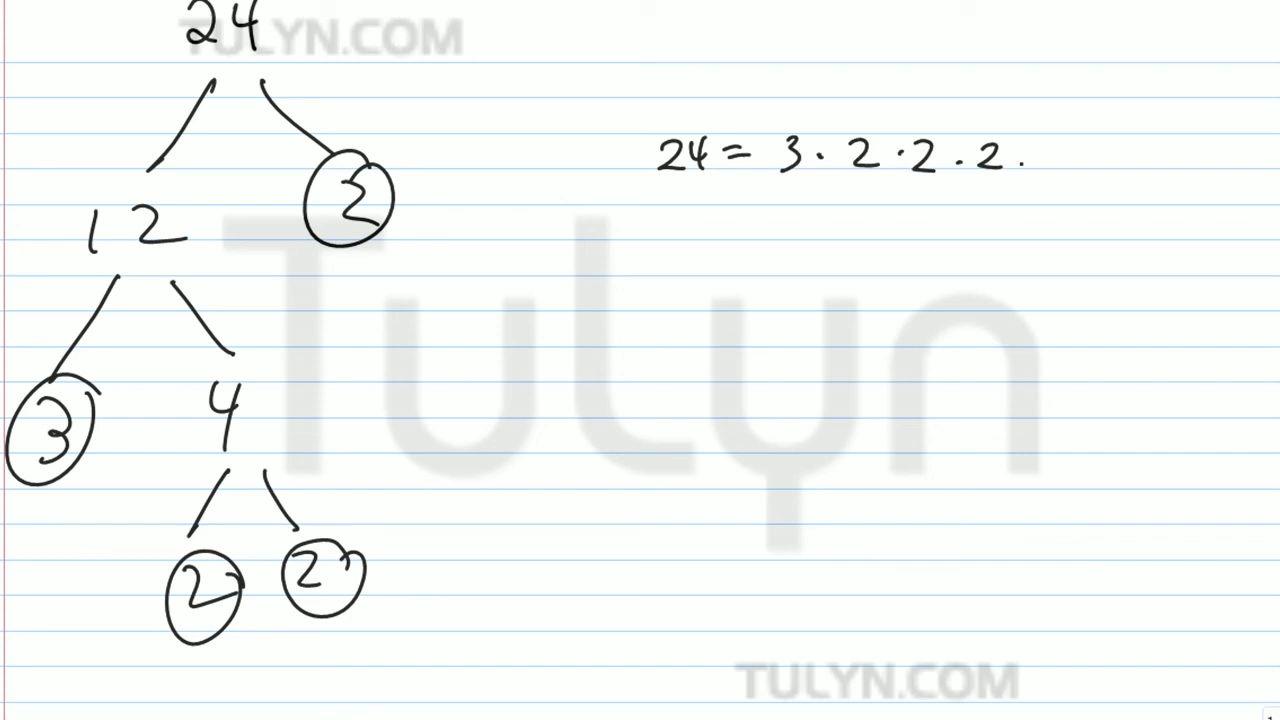 24
TULYN.COM
24 = 3 · 2 · 2 · 2 .
12
2
Tulyn
3
4
2
2
TULYN.COM